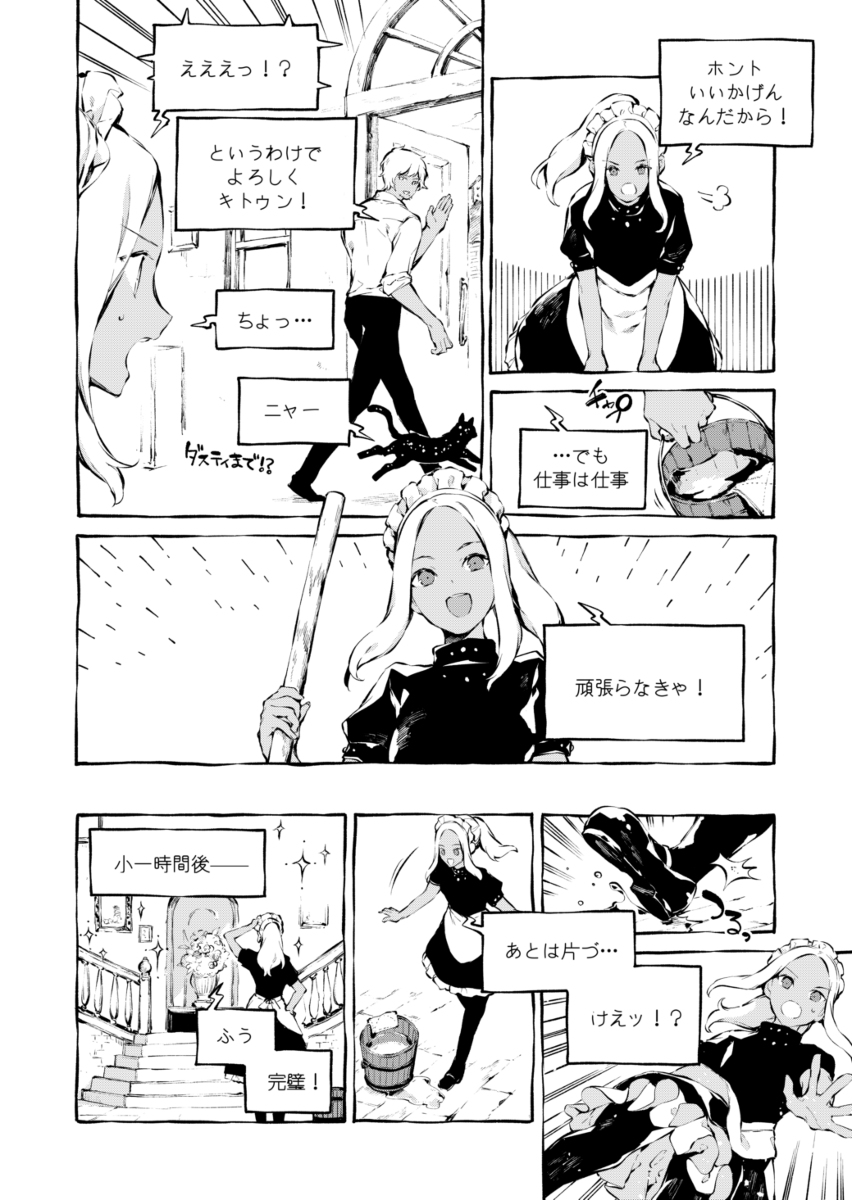 えええっ！？
というわけで
よろしく
キトゥン！
ちょっ…
ニャー
ダスティまで!?
ホント
いいかげん
なんだから！
…でも
仕事は仕事
頑張らなきゃ！
小一時間後――
ふう
完璧！
あとは片づ…
けえッ！？